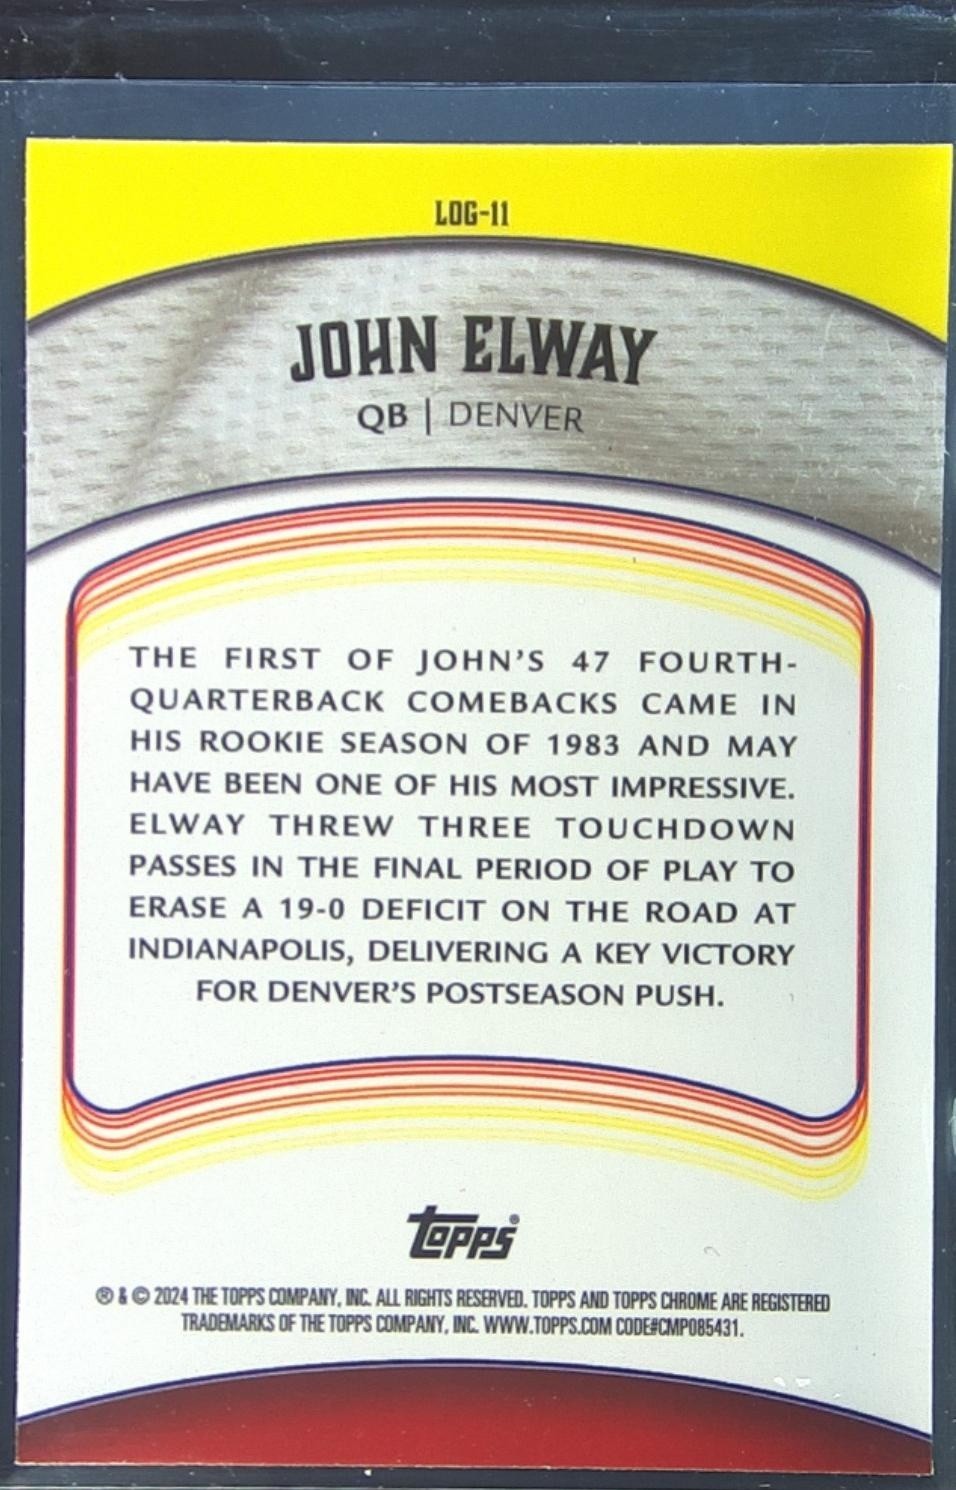 LOG-11
JOHN ELWAY
QB | DENVER
THE FIRST OF JOHN'S 47 FOURTH-
QUARTERBACK COMEBACKS CAME IN
HIS ROOKIE SEASON OF 1983 AND MAY
HAVE BEEN ONE OF HIS MOST IMPRESSIVE.
ELWAY THREW THREE TOUCHDOWN
PASSES IN THE FINAL PERIOD OF PLAY TO
ERASE A 19-0 DEFICIT ON THE ROAD AT
INDIANAPOLIS, DELIVERING A KEY VICTORY
FOR DENVER'S POSTSEASON PUSH.
topps®
® & © 2024 THE TOPPS COMPANY, INC. ALL RIGHTS RESERVED. TOPPS AND TOPPS CHROME ARE REGISTERED
TRADEMARKS OF THE TOPPS COMPANY, INC. WWW.TOPPS.COM CODE#CMP085431.